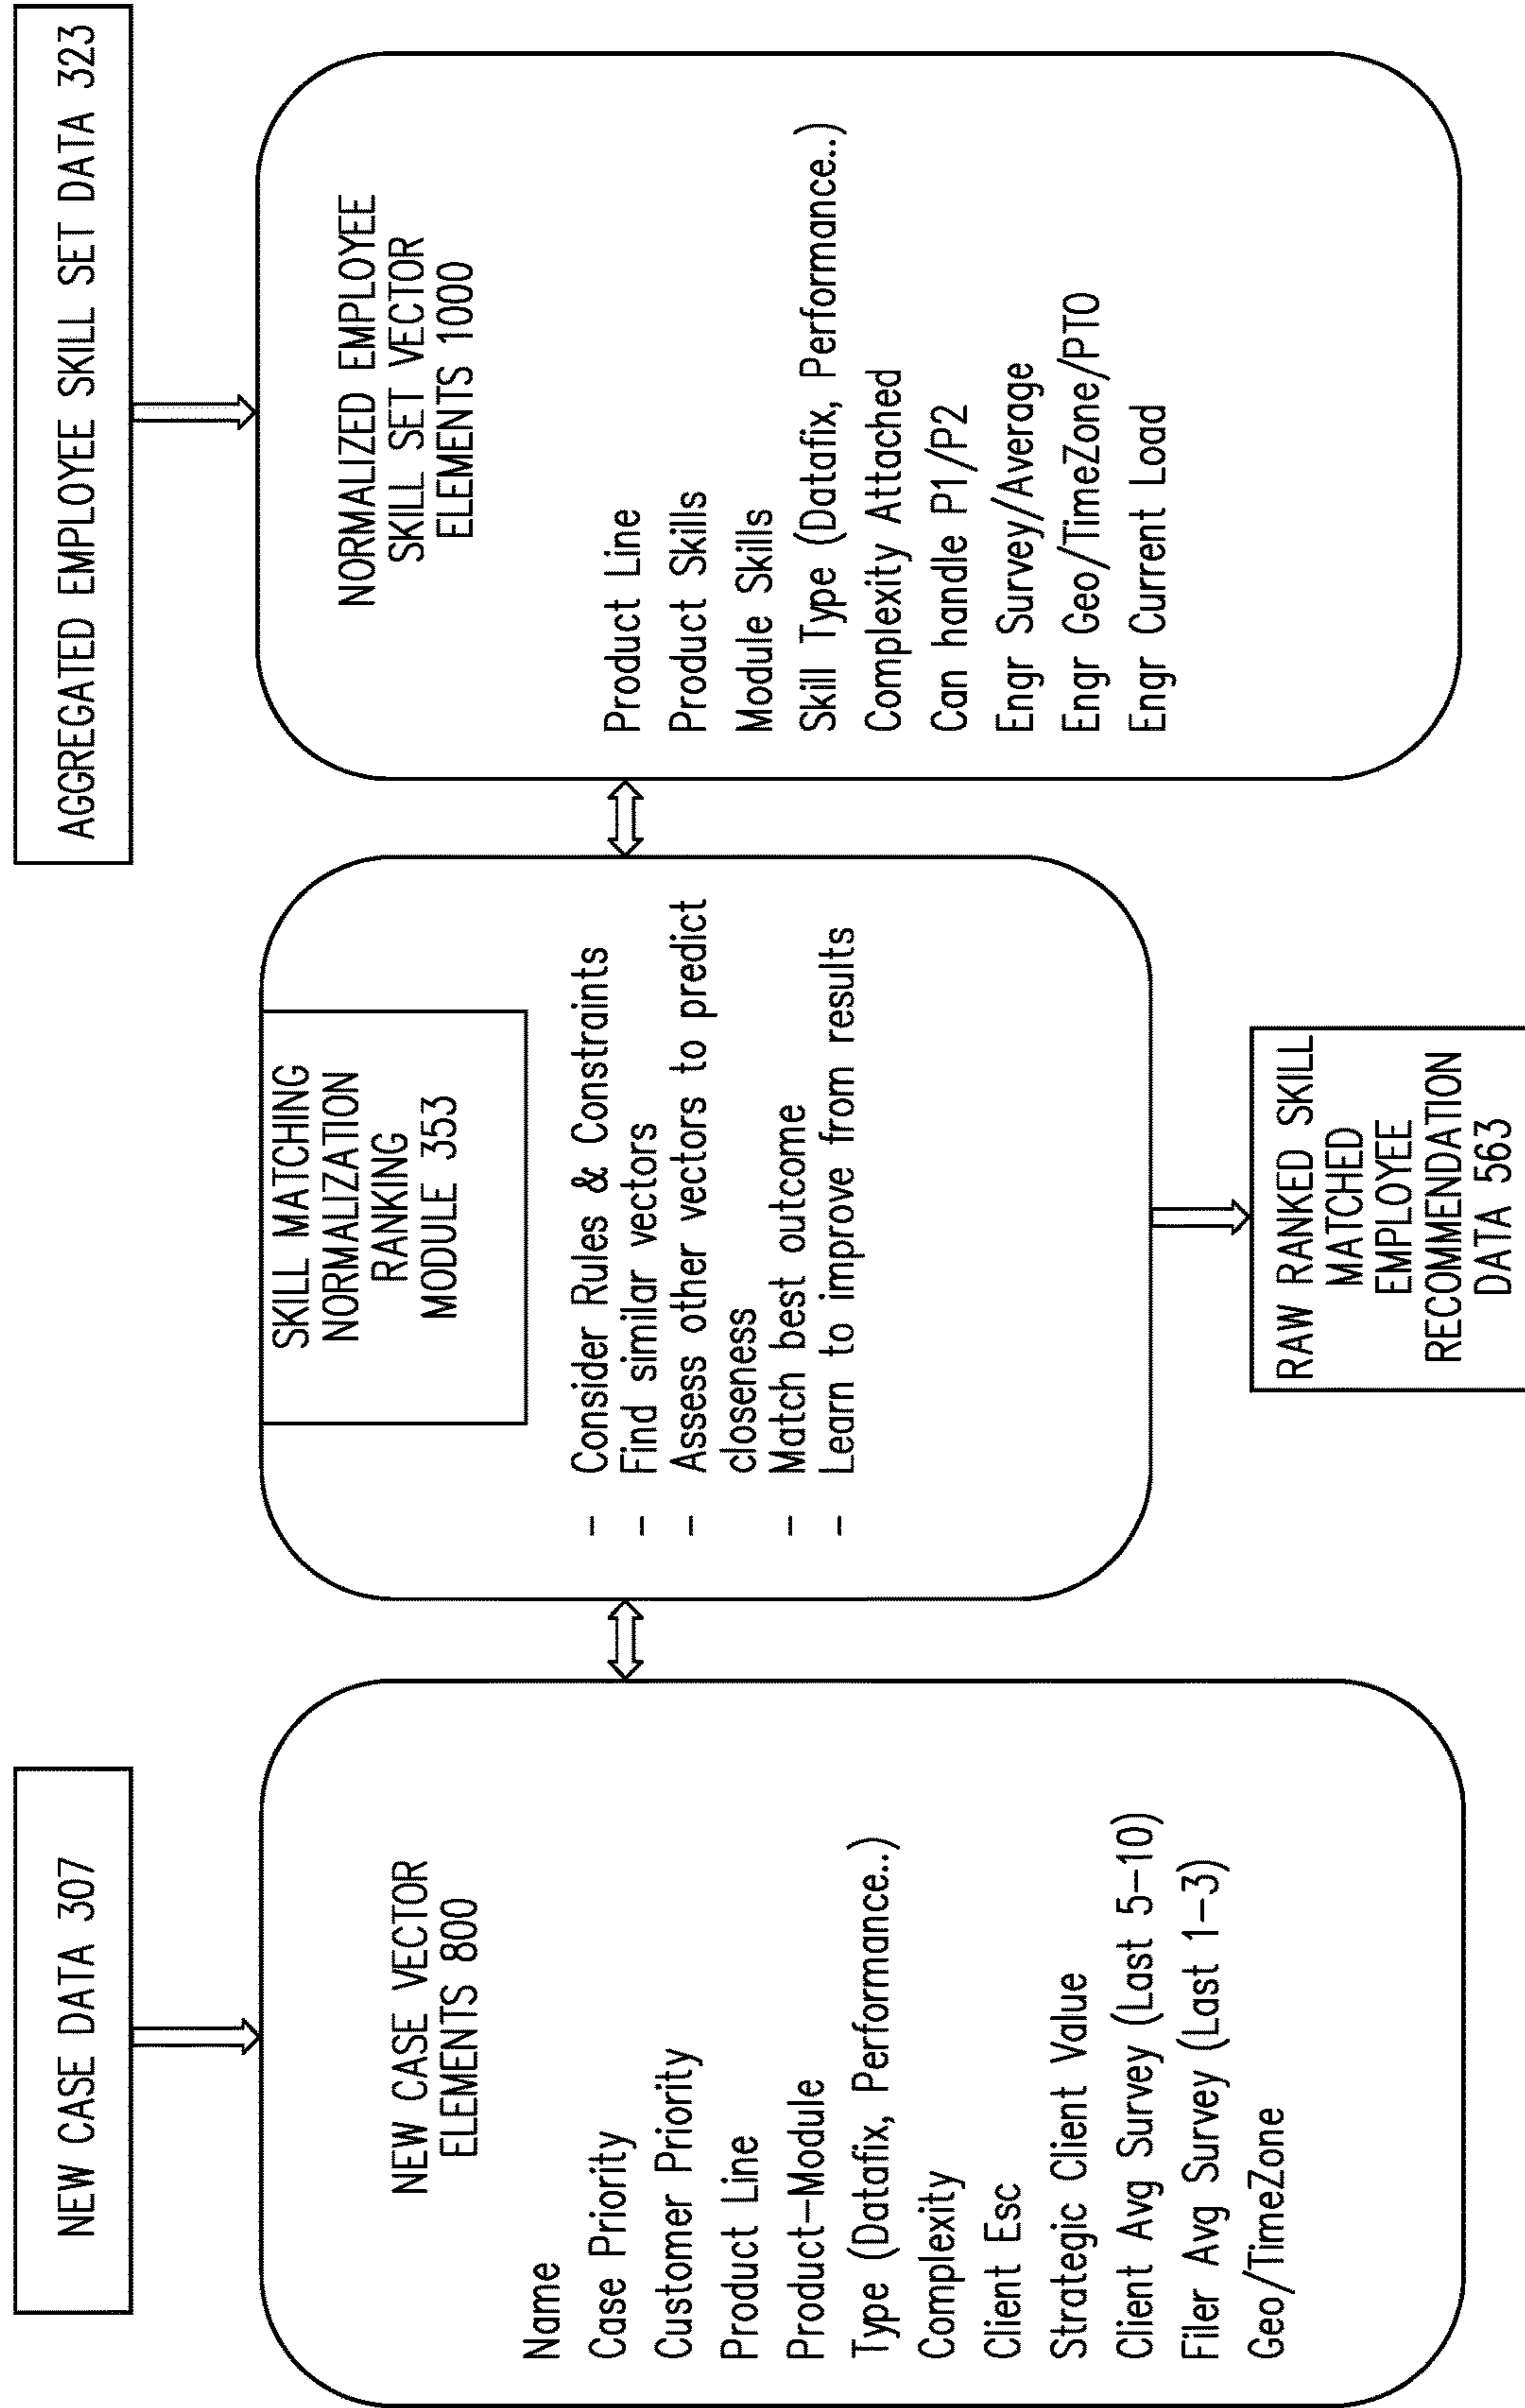 NEW CASE DATA 307
NEW CASE VECTOR
ELEMENTS 800
Name
Case Priority
Customer Priority
Product Line
Product-Module
Type (Datafix, Performance..)
Complexity
Client Esc
Strategic Client Value
Client Avg Survey (Last 5-10)
Filer Avg Survey (Last 1-3)
Geo/TimeZone
SKILL MATCHING
NORMALIZATION
RANKING
MODULE 353
- Consider Rules & Constraints
- Find similar vectors
- Assess other vectors to predict
closeness
- Match best outcome
- Learn to improve from results
RAW RANKED SKILL
MATCHED
EMPLOYEE
RECOMMENDATION
DATA 563
AGGREGATED EMPLOYEE SKILL SET DATA 323
NORMALIZED EMPLOYEE
SKILL SET VECTOR
ELEMENTS 1000
Product Line
Product Skills
Module Skills
Skill Type (Datafix, Performance..)
Complexity Attached
Can handle P1/P2
Engr Survey/Average
Engr Geo/TimeZone/PTO
Engr Current Load